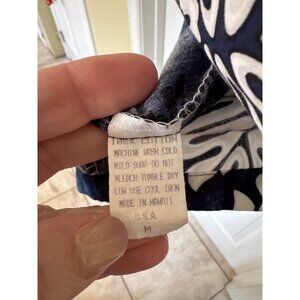 100% COTTON
MACHINE WASH COLD
MILD SOAP DO NOT
BLEACH TUMBLE DRY
LOW USE COOL IRON
MADE IN HAWAII
U.S.A.
M